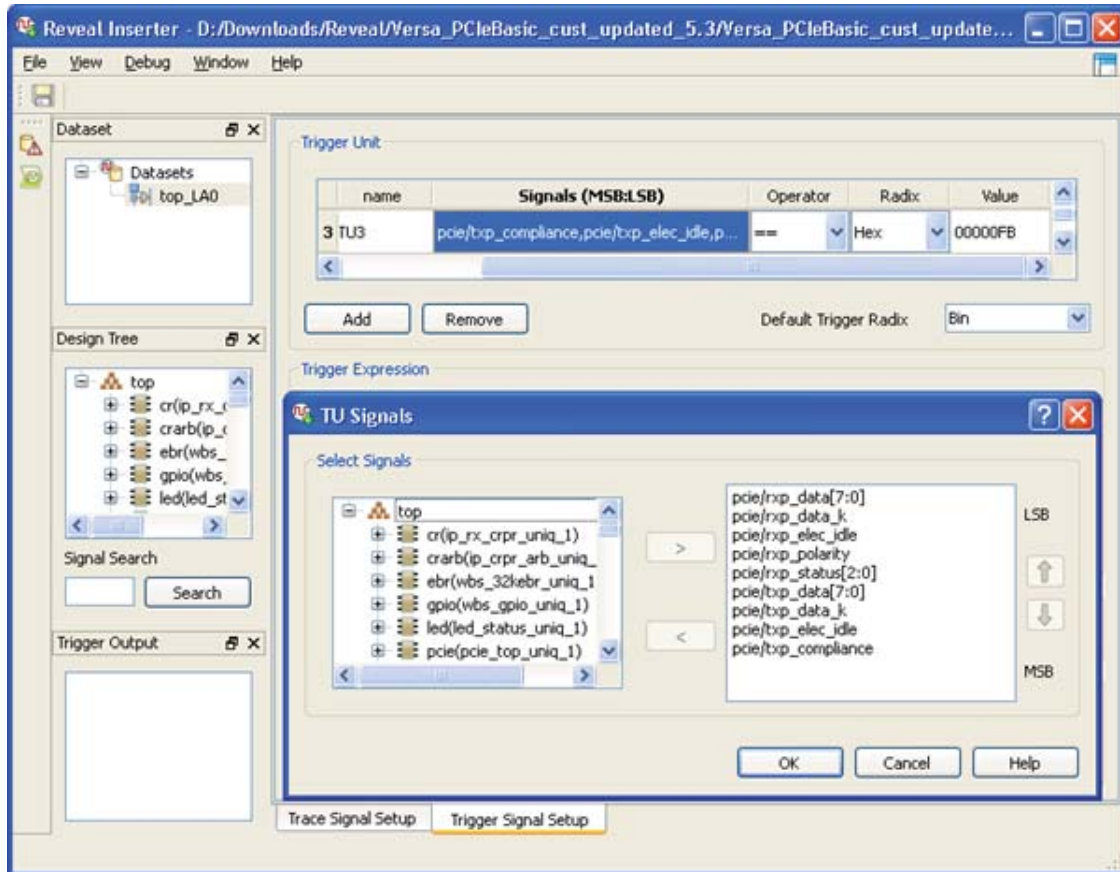 Reveal Inserter - D:/Downloads/Reveal/Versa_PCIeBasic_cust_updated_5.3/Versa_PCIeBasic_cust_update...
File View Debug Window Help
Dataset
Datasets
top_LA0
Design Tree
top
cr(ip_rx_c
crarb(ip_c
ebr(wbs_
gpio(wbs_
led(led_st
Signal Search
Search
Trigger Output
Trigger Unit
name Signals (MSB:LSB) Operator Radix Value
3 TU3 pcie/txp_compliance,pcie/txp_elec_idle,p... == Hex 00000FB
Add Remove Default Trigger Radix Bin
Trigger Expression
TU Signals
Select Signals
top
cr(ip_rx_crpr_uniq_1)
crarb(ip_crpr_arb_uniq_
ebr(wbs_32kebr_uniq_1
gpio(wbs_gpio_uniq_1)
led(led_status_uniq_1)
pcie(pcie_top_uniq_1)
>
<
pcie/rxp_data[7:0]
pcie/rxp_data_k
pcie/rxp_elec_idle
pcie/rxp_polarity
pcie/rxp_status[2:0]
pcie/txp_data[7:0]
pcie/txp_data_k
pcie/txp_elec_idle
pcie/txp_compliance
LSB
MSB
OK Cancel Help
Trace Signal Setup Trigger Signal Setup